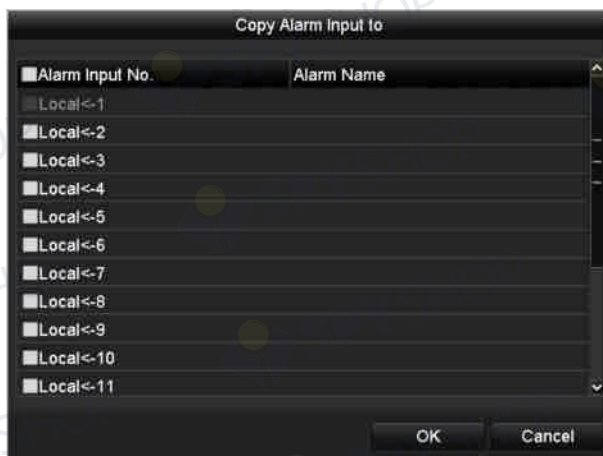 Copy Alarm Input to
Alarm Input No. Alarm Name
Local<-1
Local<-2
Local<-3
Local<-4
Local<-5
Local<-6
Local<-7
Local<-8
Local<-9
Local<-10
Local<-11
OK Cancel